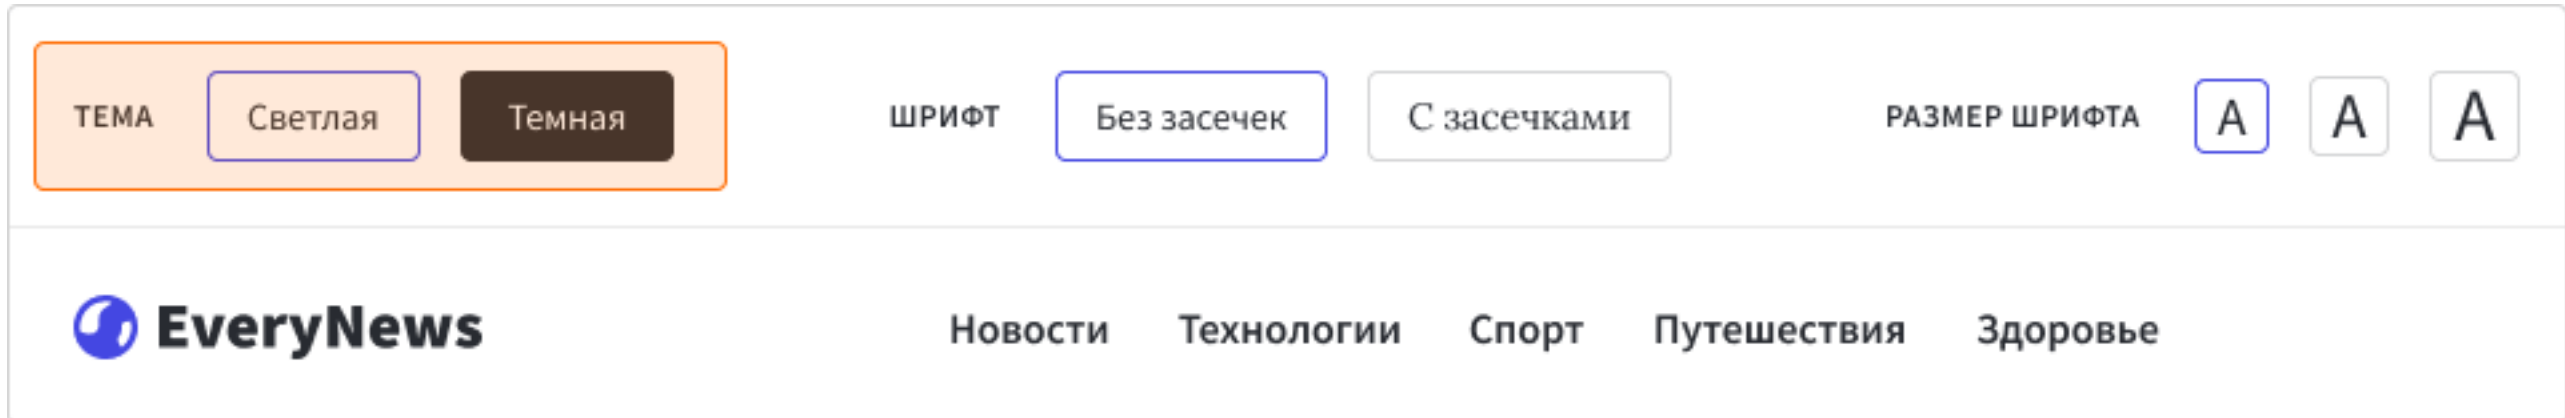 ТЕМА Светлая Темная ШРИФТ Без засечек С засечками РАЗМЕР ШРИФТА А А А
EveryNews Новости Технологии Спорт Путешествия Здоровье